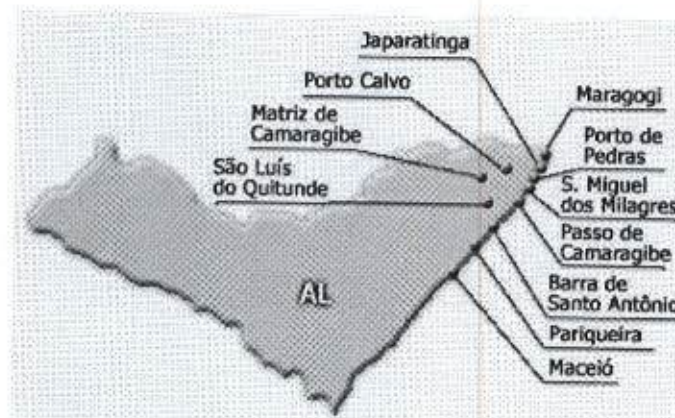 Japaratinga
Porto Calvo
Maragogi
Matriz de
Camaragibe
Porto de
Pedras
São Luís
do Quitunde
S. Miguel
dos Milagres
Passo de
Camaragibe
AL
Barra de
Santo Antônio
Pariqueira
Maceió